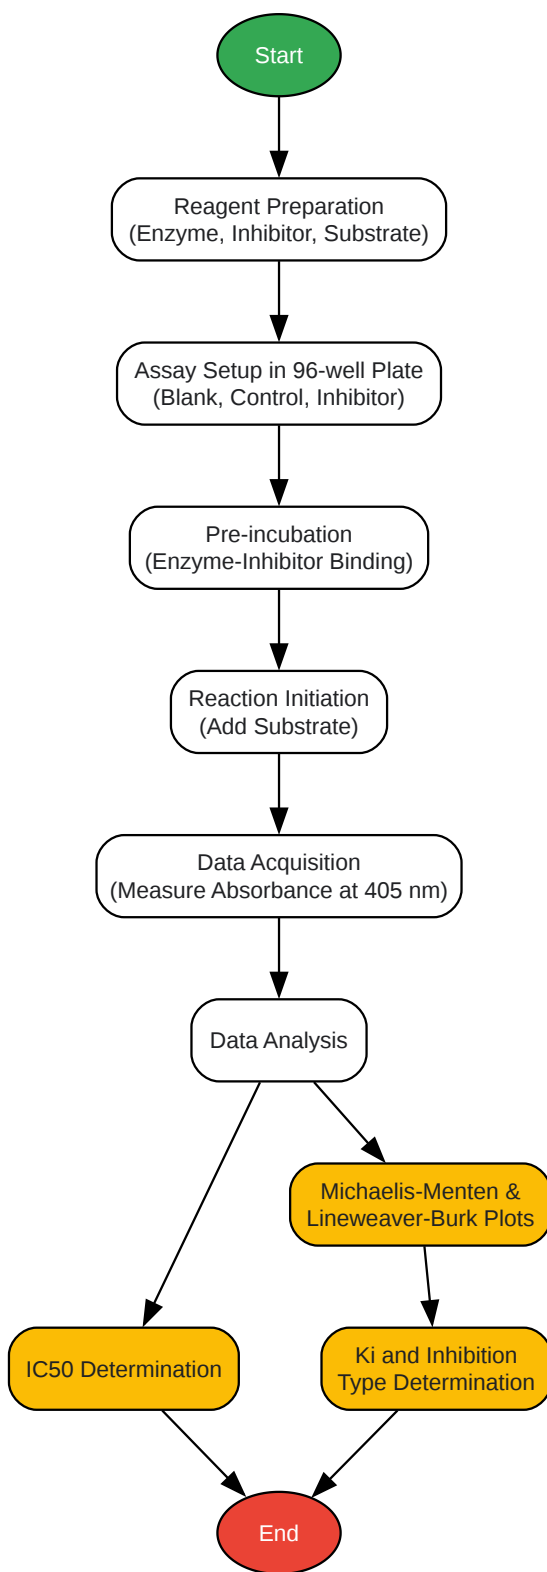 Start
Reagent Preparation
(Enzyme, Inhibitor, Substrate)
Assay Setup in 96-well Plate
(Blank, Control, Inhibitor)
Pre-incubation
(Enzyme-Inhibitor Binding)
Reaction Initiation
(Add Substrate)
Data Acquisition
(Measure Absorbance at 405 nm)
Data Analysis
Michaelis-Menten &
Lineweaver-Burk Plots
IC50 Determination
Ki and Inhibition
Type Determination
End